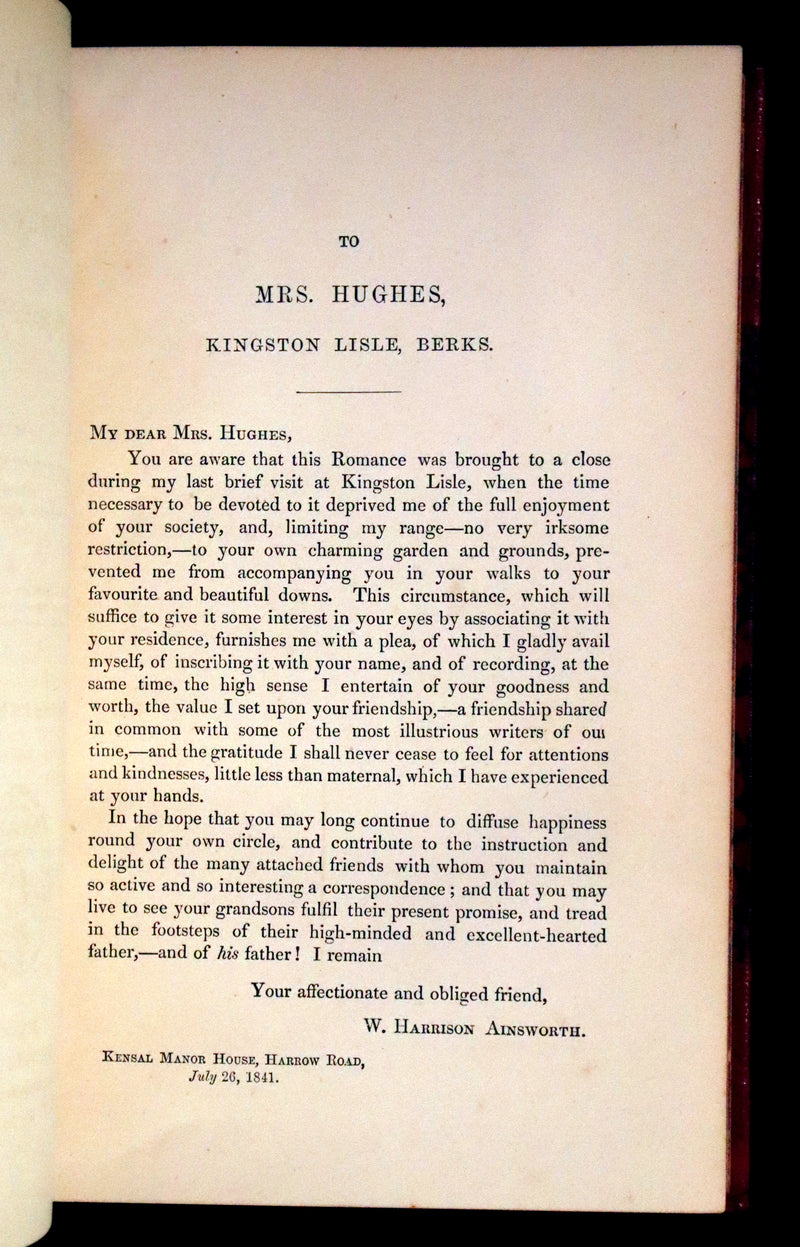 TO
MRS. HUGHES,
KINGSTON LISLE, BERKS.
My dear Mrs. Hughes,
You are aware that this Romance was brought to a close
during my last brief visit at Kingston Lisle, when the time
necessary to be devoted to it deprived me of the full enjoyment
of your society, and, limiting my range—no very irksome
restriction,—to your own charming garden and grounds, pre-
vented me from accompanying you in your walks to your
favourite and beautiful downs. This circumstance, which will
suffice to give it some interest in your eyes by associating it with
your residence, furnishes me with a plea, of which I gladly avail
myself, of inscribing it with your name, and of recording, at the
same time, the high sense I entertain of your goodness and
worth, the value I set upon your friendship,—a friendship shared
in common with some of the most illustrious writers of our
time,—and the gratitude I shall never cease to feel for attentions
and kindnesses, little less than maternal, which I have experienced
at your hands.
In the hope that you may long continue to diffuse happiness
round your own circle, and contribute to the instruction and
delight of the many attached friends with whom you maintain
so active and so interesting a correspondence; and that you may
live to see your grandsons fulfil their present promise, and tread
in the footsteps of their high-minded and excellent-hearted
father,—and of his father! I remain
Your affectionate and obliged friend,
W. Harrison Ainsworth.
Kensal Manor House, Harrow Road,
July 26, 1841.